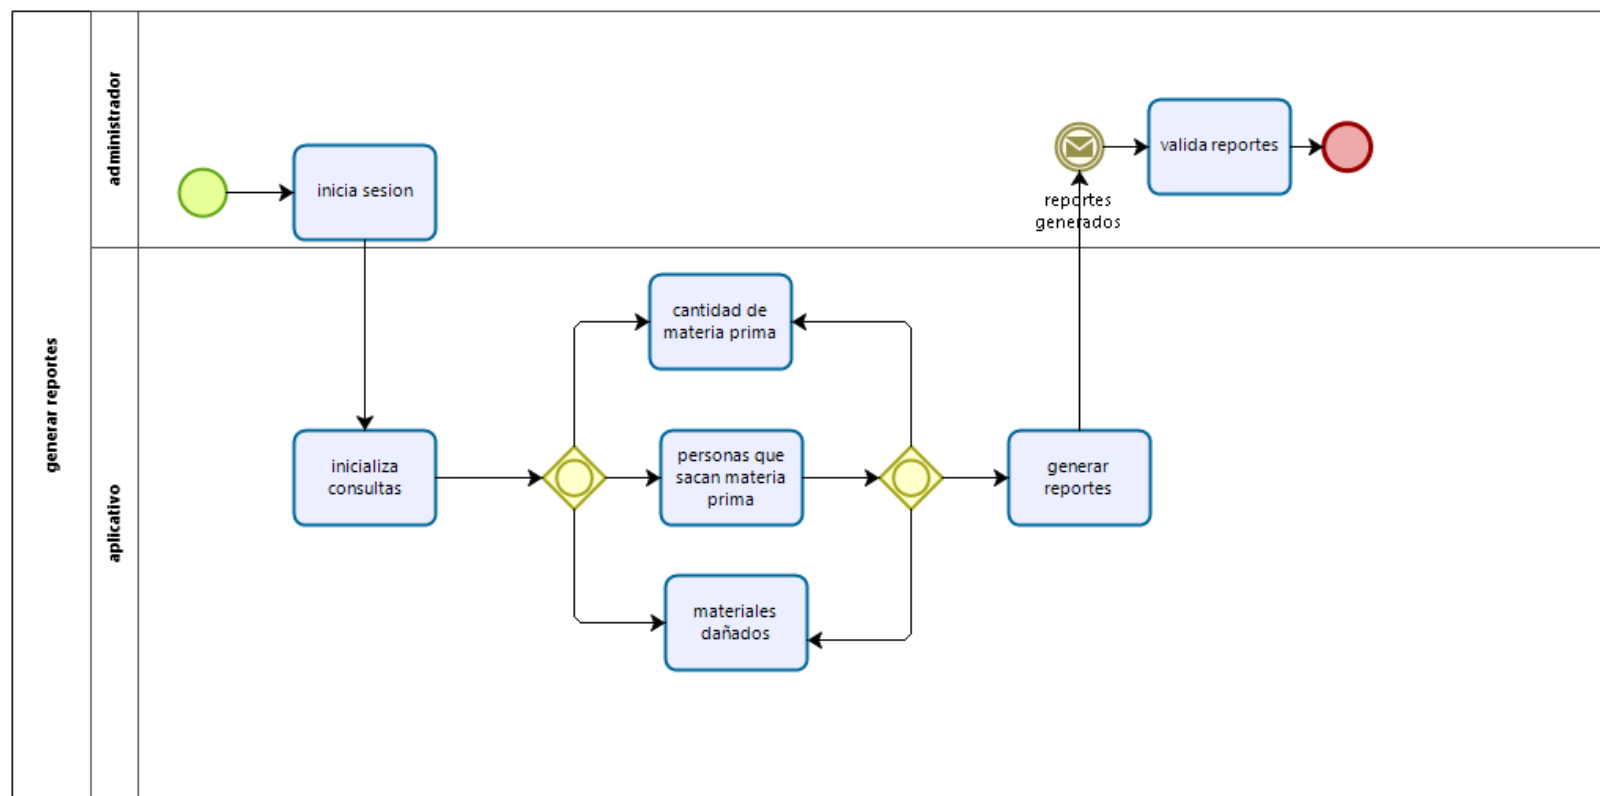 generar reportes
administrador
aplicativo
inicia sesion
reportes
generados
valida reportes
cantidad de
materia prima
inicializa
consultas
personas que
sacan materia
prima
generar
reportes
materiales
dañados